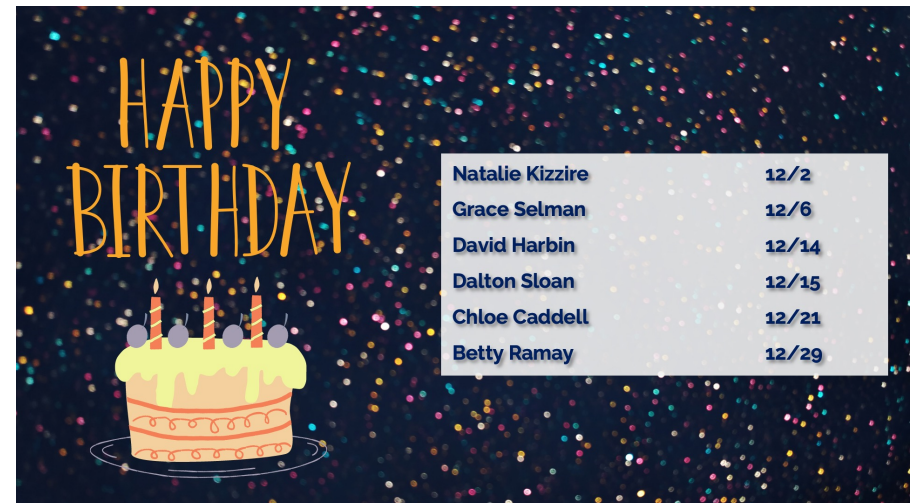 HAPPY
BIRTHDAY
Natalie Kizzire 12/2
Grace Selman 12/6
David Harbin 12/14
Dalton Sloan 12/15
Chloe Caddell 12/21
Betty Ramay 12/29